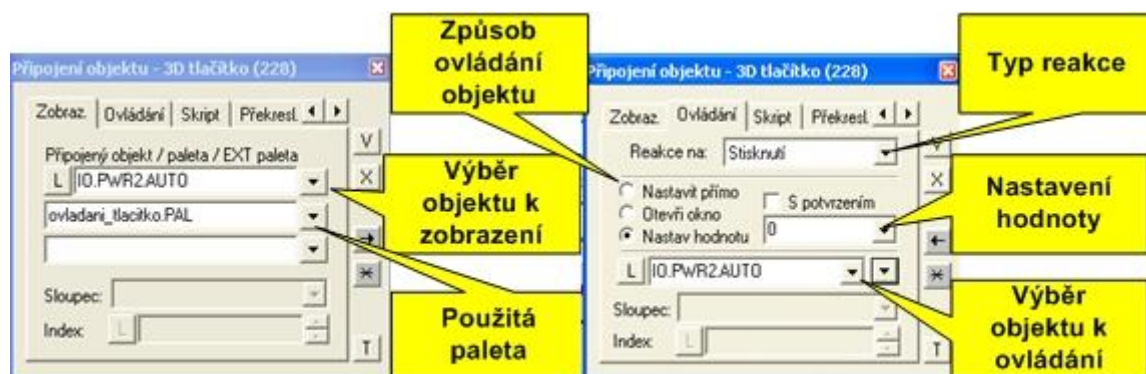 Připojení objektu - 3D tlačítko (228)
Zobraz. Ovládání Skript Překresl.
Připojený objekt / paleta / EXT paleta
L IO.PWR2.AUTO
ovladani_tlacitko.PAL
Sloupec:
Index: L
V
X
T
Způsob
ovládání
objektu
Výběr
objektu k
zobrazení
Použitá
paleta
Připojení objektu - 3D tlačítko (228)
Zobraz. Ovládání Skript Překresl.
Reakce na: Stisknutí
Nastavit přímo
Otevři okno
Nastav hodnotu
S potvrzením
0
L IO.PWR2.AUTO
Sloupec:
Index: L
V
X
T
Typ reakce
Nastavení
hodnoty
Výběr
objektu k
ovládání